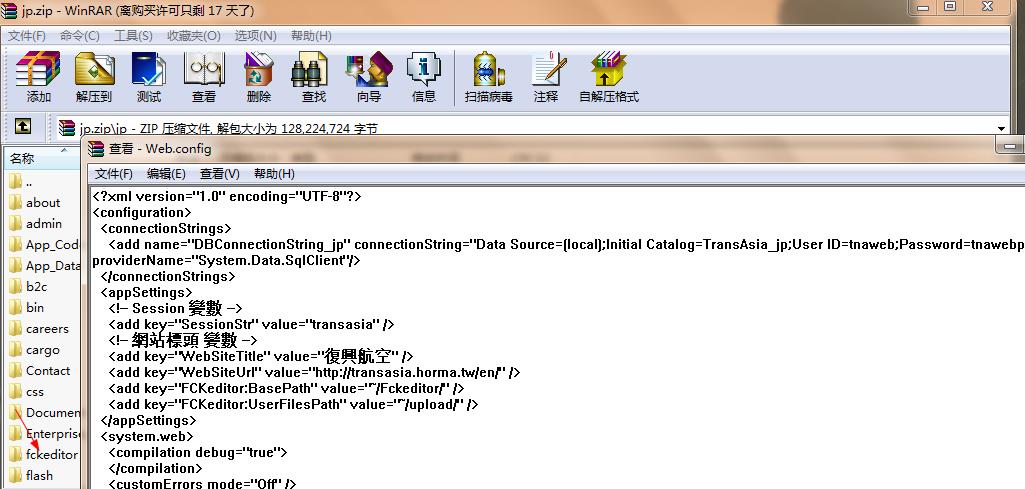 jp.zip - WinRAR (离购买许可只剩 17 天了)
文件(F) 命令(C) 工具(S) 收藏夹(O) 选项(N) 帮助(H)
添加 解压到 测试 查看 删除 查找 向导 信息 扫描病毒 注释 自解压格式
jp.zip\jp - ZIP 压缩文件, 解包大小为 128,224,724 字节
名称
..
about
admin
App_Code
App_Data
b2c
bin
careers
cargo
Contact
css
Documen
Enterprise
fckeditor
flash
查看 - Web.config
文件(F) 编辑(E) 查看(V) 帮助(H)
<?xml version="1.0" encoding="UTF-8"?>
<configuration>
<connectionStrings>
<add name="DBConnectionString_jp" connectionString="Data Source=(local);Initial Catalog=TransAsia_jp;User ID=tnaweb;Password=tnawebp
providerName="System.Data.SqlClient"/>
</connectionStrings>
<appSettings>
<!-- Session 變數 -->
<add key="SessionStr" value="transasia" />
<!-- 網站標頭 變數 -->
<add key="WebSiteTitle" value="復興航空" />
<add key="WebSiteUrl" value="http://transasia.horma.tw/en/" />
<add key="FCKeditor:BasePath" value="~/Fckeditor/" />
<add key="FCKeditor:UserFilesPath" value="~/upload/" />
</appSettings>
<system.web>
<compilation debug="true">
</compilation>
<customErrors mode="Off" />